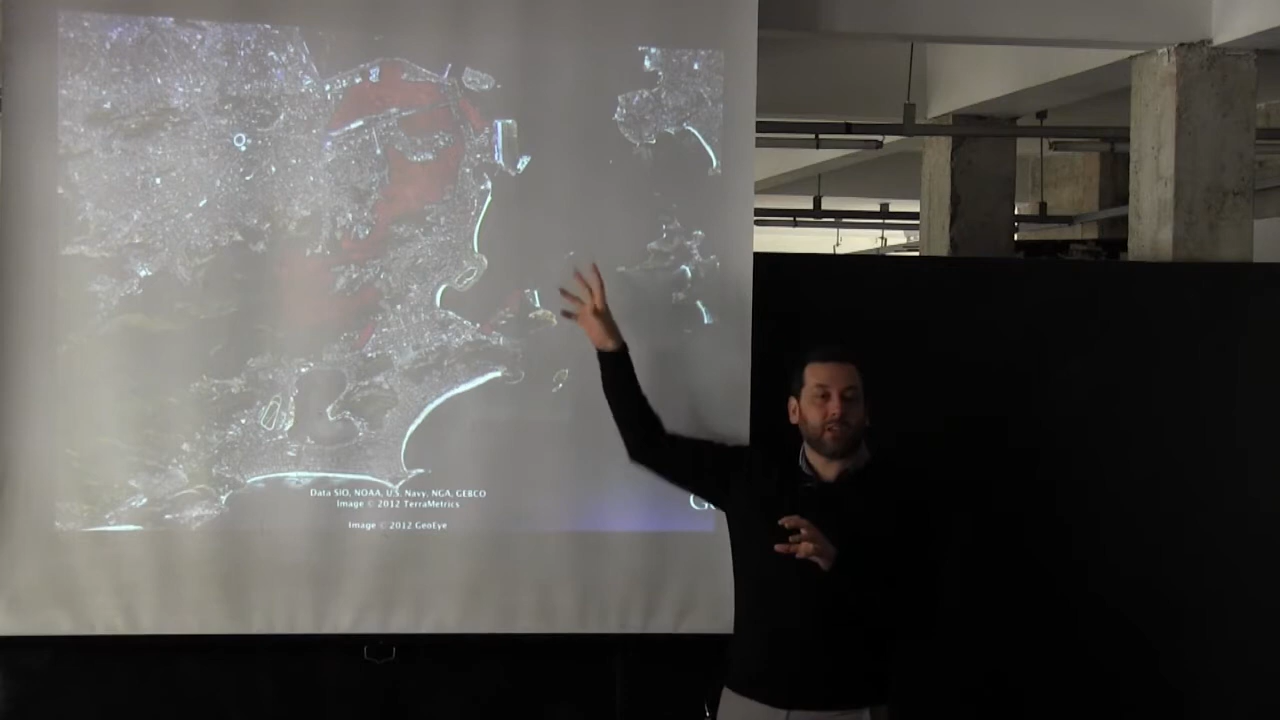 Data SIO, NOAA, U.S. Navy, NGA, GEBCO
Image © 2012 TerraMetrics
Image © 2012 GeoEye